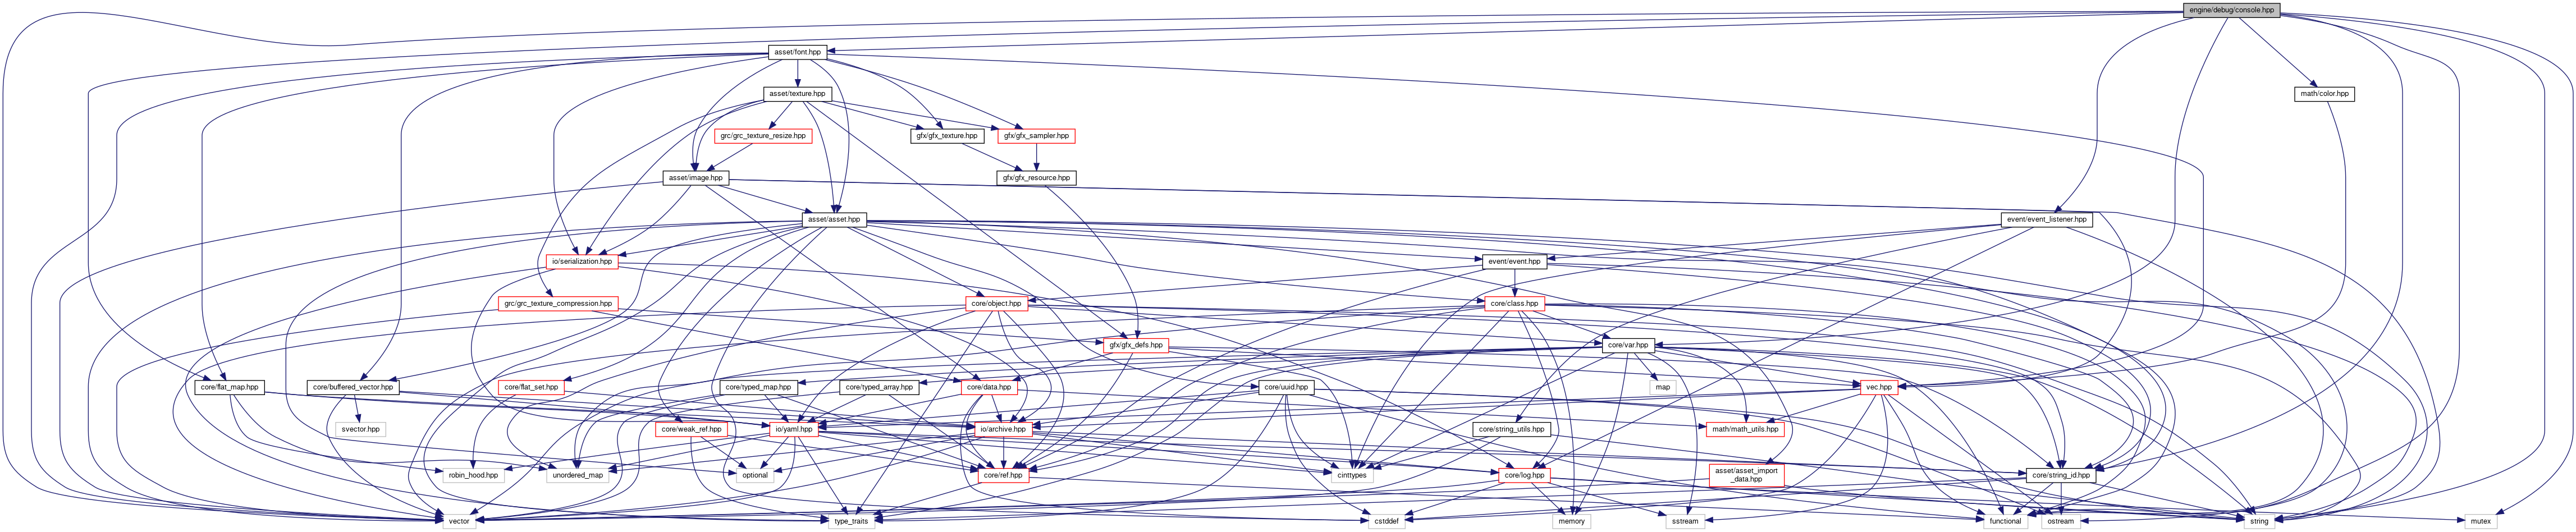 engine/debug/console.hpp
asset/font.hpp
asset/texture.hpp
math/color.hpp
grc/grc_texture_resize.hpp
gfx/gfx_texture.hpp
gfx/gfx_sampler.hpp
asset/image.hpp
gfx/gfx_resource.hpp
asset/asset.hpp
event/event_listener.hpp
io/serialization.hpp
event/event.hpp
grc/grc_texture_compression.hpp
core/object.hpp
core/class.hpp
gfx/gfx_defs.hpp
core/var.hpp
core/flat_map.hpp
core/buffered_vector.hpp
core/flat_set.hpp
core/typed_map.hpp
core/typed_array.hpp
core/data.hpp
core/uuid.hpp
map
vec.hpp
svector.hpp
core/weak_ref.hpp
io/yaml.hpp
io/archive.hpp
core/string_utils.hpp
math/math_utils.hpp
robin_hood.hpp
unordered_map
optional
core/ref.hpp
cinttypes
core/log.hpp
asset/asset_import
_data.hpp
core/string_id.hpp
vector
type_traits
cstddef
memory
sstream
functional
ostream
string
mutex